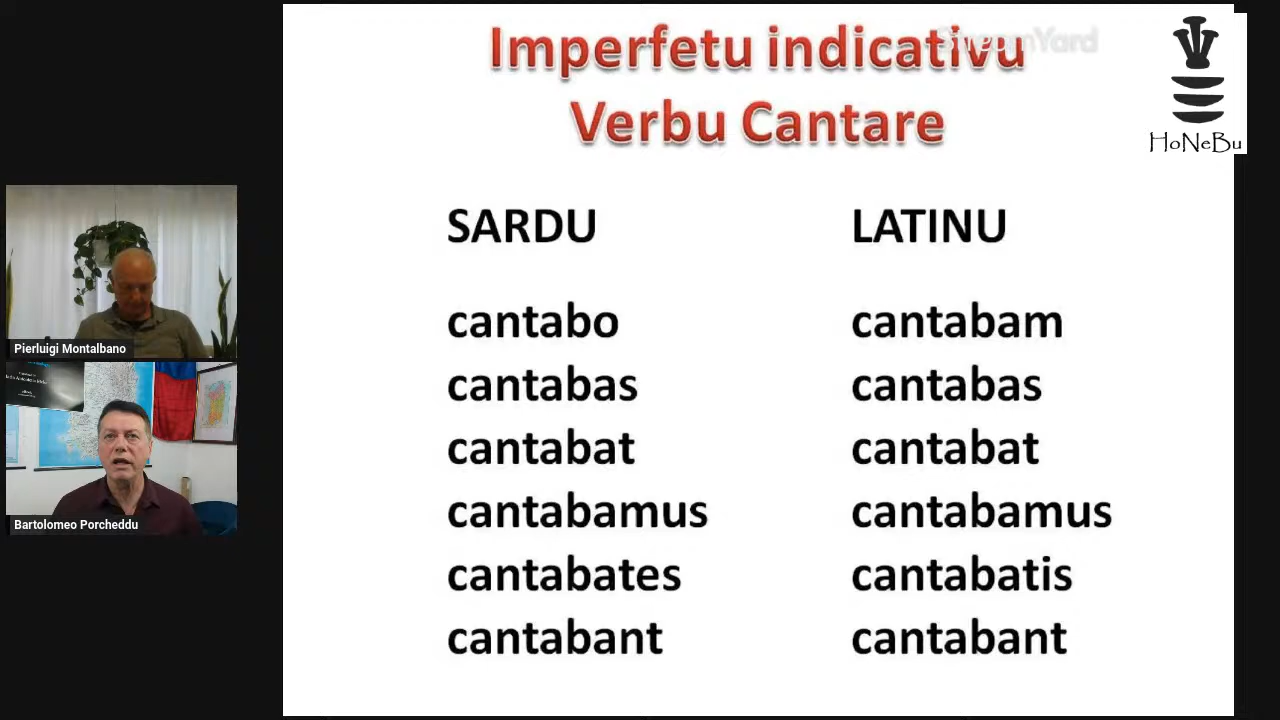 Imperfetu indicativu
StreamYard
Verbu Cantare
HoNeBu
SARDU LATINU
cantabo cantabam
cantabas cantabas
cantabat cantabat
cantabamus cantabamus
cantabates cantabatis
cantabant cantabant
Pierluigi Montalbano
Bartolomeo Porcheddu